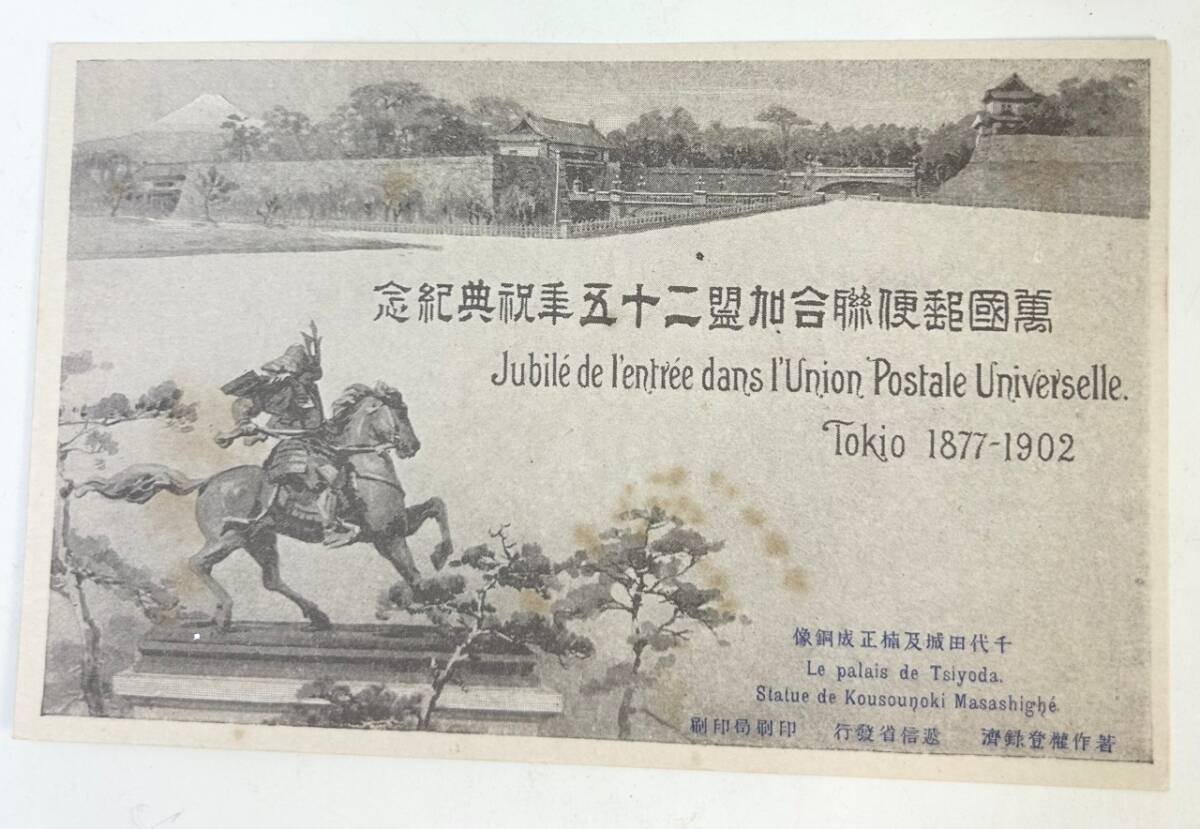 萬國郵便聯合加盟二十五年祝典紀念
Jubilé de l'entrée dans l'Union Postale Universelle.
Tokio 1877-1902
千代田城及楠正成銅像
Le palais de Tsiyoda.
Statue de Kousounoki Masashighé
著作權登錄濟 遞信省發行 印刷局印刷